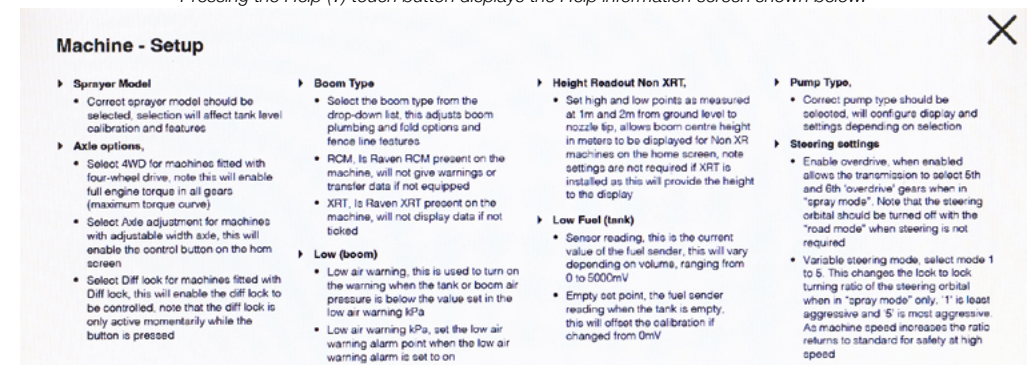 Pressing the Help (?) touch button displays the Help information screen shown below.
Machine - Setup
Sprayer Model
• Correct sprayer model should be
selected, selection will affect tank level
calibration and features
Axle options,
• Select 4WD for machines fitted with
four-wheel drive, note this will enable
full engine torque in all gears
(maximum torque curve)
• Select Axle adjustment for machines
with adjustable width axle, this will
enable the control button on the hom
screen
• Select Diff lock for machines fitted with
Diff lock, this will enable the diff lock to
be controlled, note that the diff lock is
only active momentarily while the
button is pressed
Boom Type
• Select the boom type from the
drop-down list, this adjusts boom
plumbing and fold options and
fence line features
• RCM, Is Raven RCM present on the
machine, will not give warnings or
transfer data if not equipped
• XRT, Is Raven XRT present on the
machine, will not display data if not
ticked
Low (boom)
• Low air warning, this is used to turn on
the warning when the tank or boom air
pressure is below the value set in the
low air warning kPa
• Low air warning kPa, set the low air
warning alarm point when the low air
warning alarm is set to on
Height Readout Non XRT,
• Set high and low points as measured
at 1m and 2m from ground level to
nozzle tip, allows boom centre height
in meters to be displayed for Non XR
machines on the home screen, note
settings are not required if XRT is
installed as this will provide the height
to the display
Low Fuel (tank)
• Sensor reading, this is the current
value of the fuel sender, this will vary
depending on volume, ranging from
0 to 5000mV
• Empty set point, the fuel sender
reading when the tank is empty,
this will offset the calibration if
changed from 0mV
Pump Type,
• Correct pump type should be
selected, will configure display and
settings depending on selection
Steering settings
• Enable overdrive, when enabled
allows the transmission to select 5th
and 6th 'overdrive' gears when in
"spray mode". Note that the steering
orbital should be turned off with the
"road mode" when steering is not
required
• Variable steering mode, select mode 1
to 5. This changes the lock to lock
turning ratio of the steering orbital
when in "spray mode" only. '1' is least
aggressive and '5' is most aggressive.
As machine speed increases the ratio
returns to standard for safety at high
speed